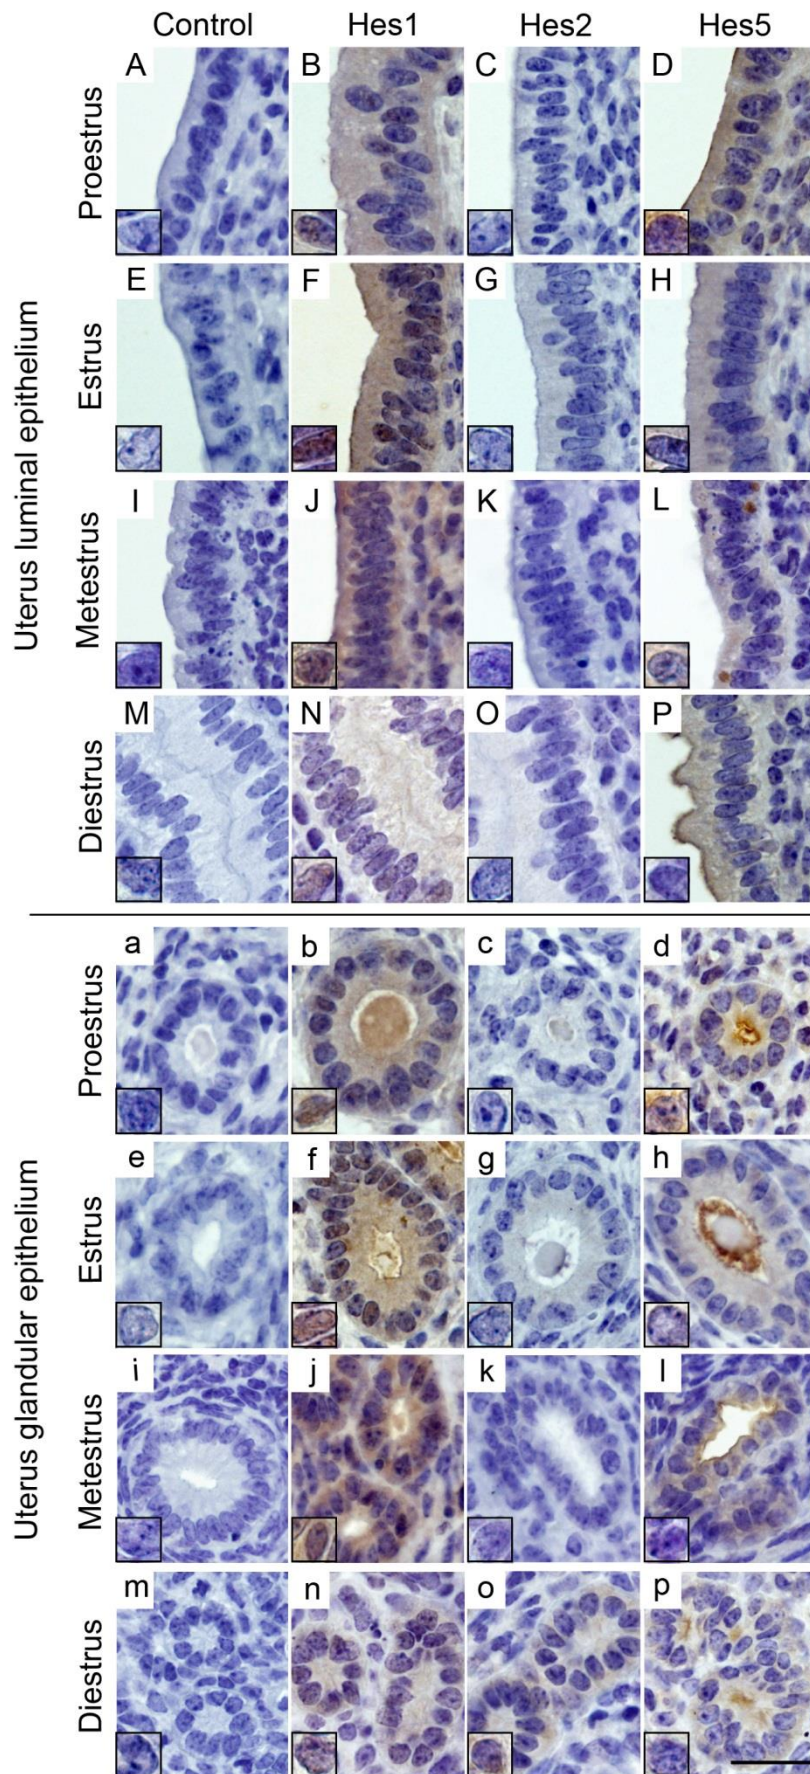 Control Hes1 Hes2 Hes5
Uterus luminal epithelium
Proestrus
A B C D
Estrus
E F G H
Metestrus
I J K L
Diestrus
M N O P
Uterus glandular epithelium
Proestrus
a b c d
Estrus
e f g h
Metestrus
i j k l
Diestrus
m n o p